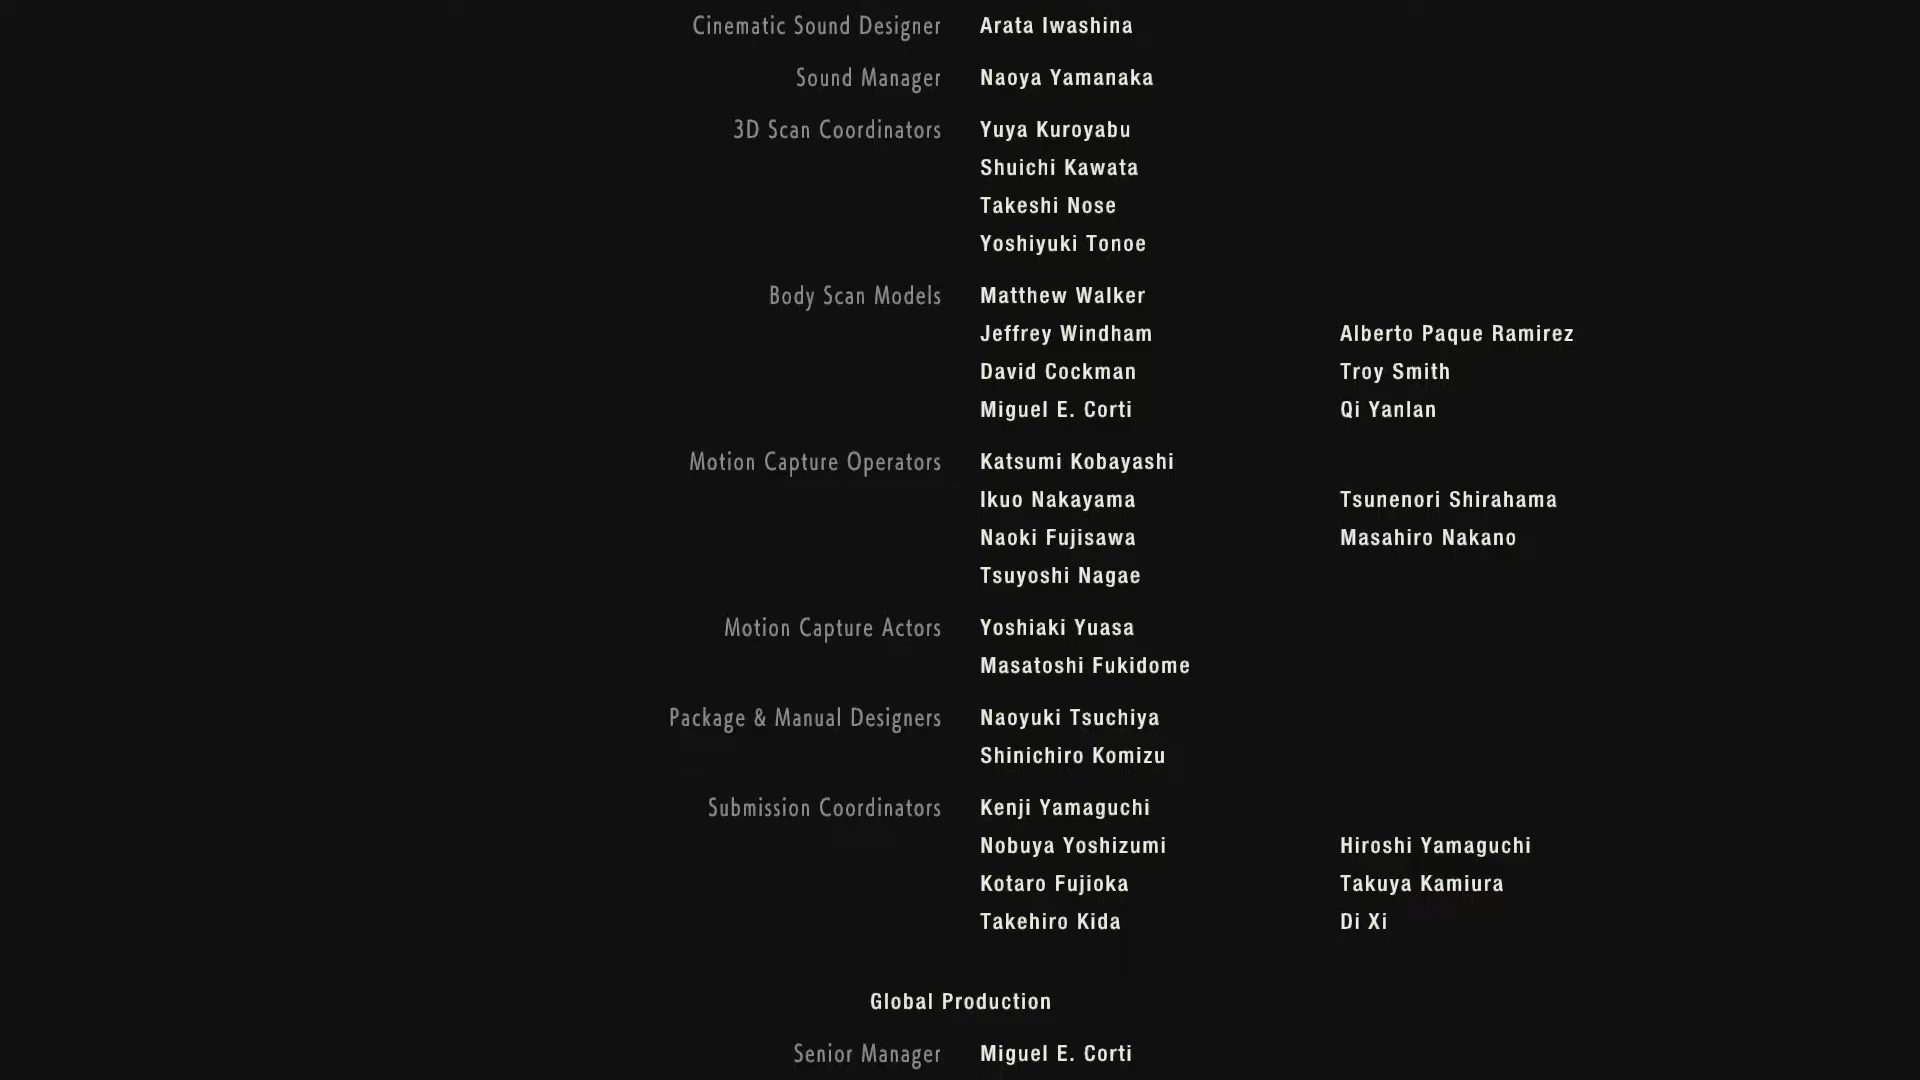 Cinematic Sound Designer Arata Iwashina
Sound Manager Naoya Yamanaka
3D Scan Coordinators Yuya Kuroyabu
Shuichi Kawata
Takeshi Nose
Yoshiyuki Tonoe
Body Scan Models Matthew Walker
Jeffrey Windham Alberto Paque Ramirez
David Cockman Troy Smith
Miguel E. Corti Qi Yanlan
Motion Capture Operators Katsumi Kobayashi
Ikuo Nakayama Tsunenori Shirahama
Naoki Fujisawa Masahiro Nakano
Tsuyoshi Nagae
Motion Capture Actors Yoshiaki Yuasa
Masatoshi Fukidome
Package & Manual Designers Naoyuki Tsuchiya
Shinichiro Komizu
Submission Coordinators Kenji Yamaguchi
Nobuya Yoshizumi Hiroshi Yamaguchi
Kotaro Fujioka Takuya Kamiura
Takehiro Kida Di Xi
Global Production
Senior Manager Miguel E. Corti